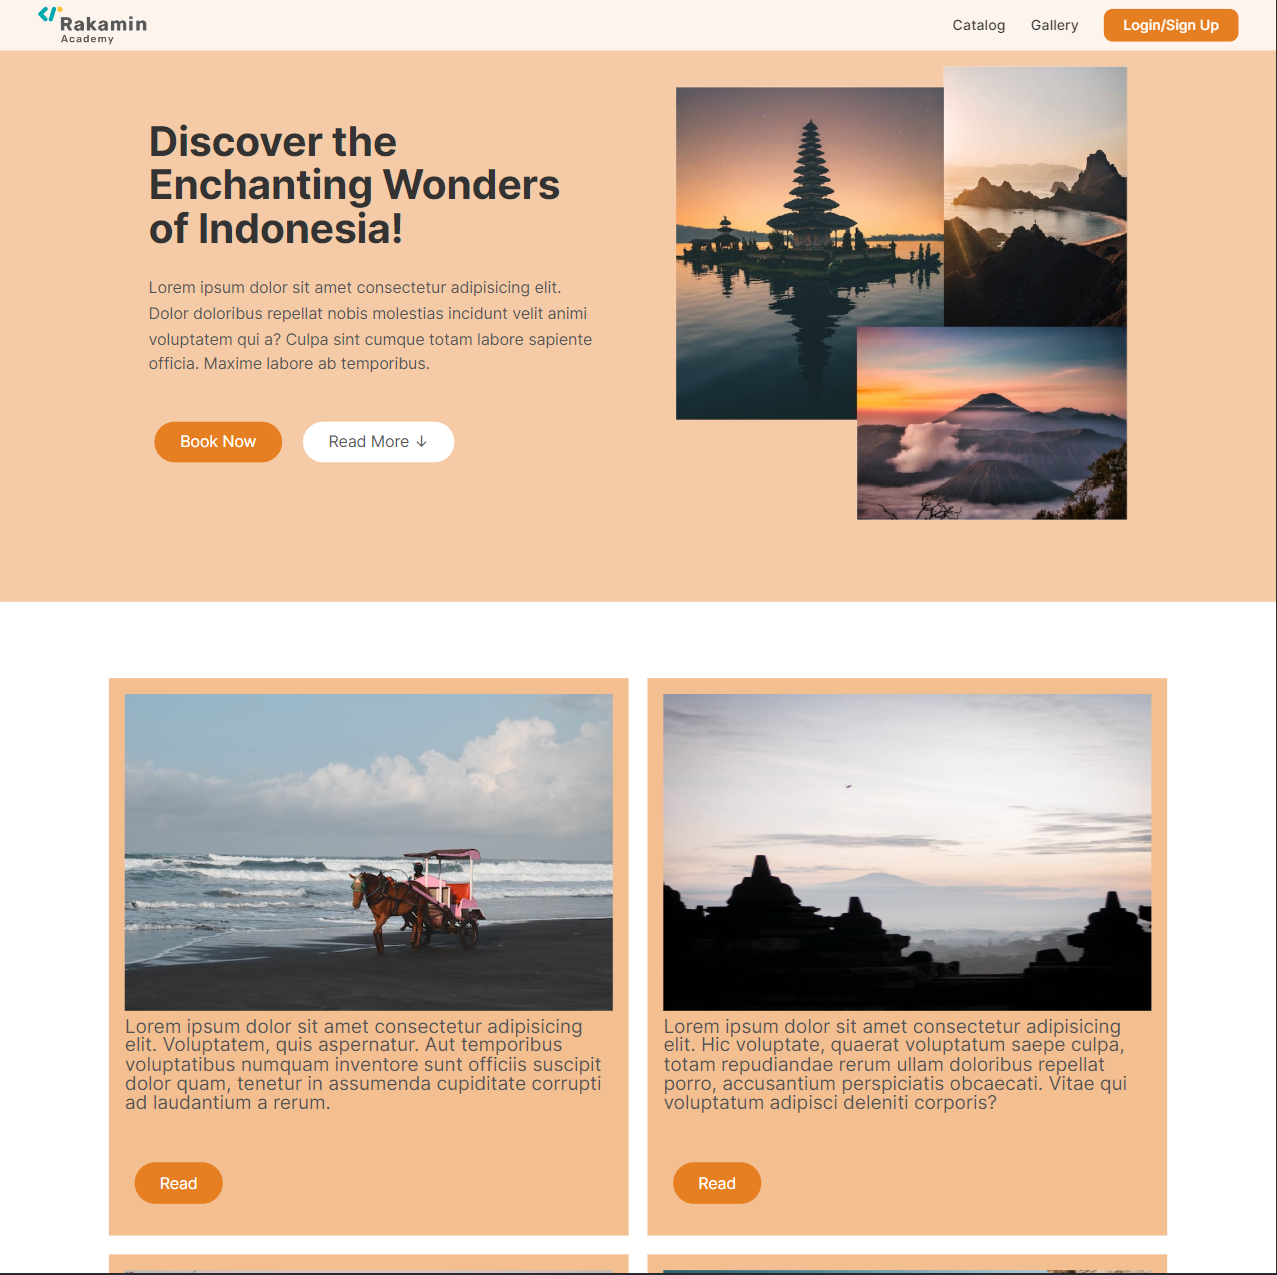 Rakamin
Academy
Catalog
Gallery
Login/Sign Up
Discover the
Enchanting Wonders
of Indonesia!
Lorem ipsum dolor sit amet consectetur adipisicing elit.
Dolor doloribus repellat nobis molestias incidunt velit animi
voluptatem qui a? Culpa sint cumque totam labore sapiente
officia. Maxime labore ab temporibus.
Book Now
Read More ↓
Lorem ipsum dolor sit amet consectetur adipisicing
elit. Voluptatem, quis aspernatur. Aut temporibus
voluptatibus numquam inventore sunt officiis suscipit
dolor quam, tenetur in assumenda cupiditate corrupti
ad laudantium a rerum.
Read
Lorem ipsum dolor sit amet consectetur adipisicing
elit. Hic voluptate, quaerat voluptatum saepe culpa,
totam repudiandae rerum ullam doloribus repellat
porro, accusantium perspiciatis obcaecati. Vitae qui
voluptatum adipisci deleniti corporis?
Read